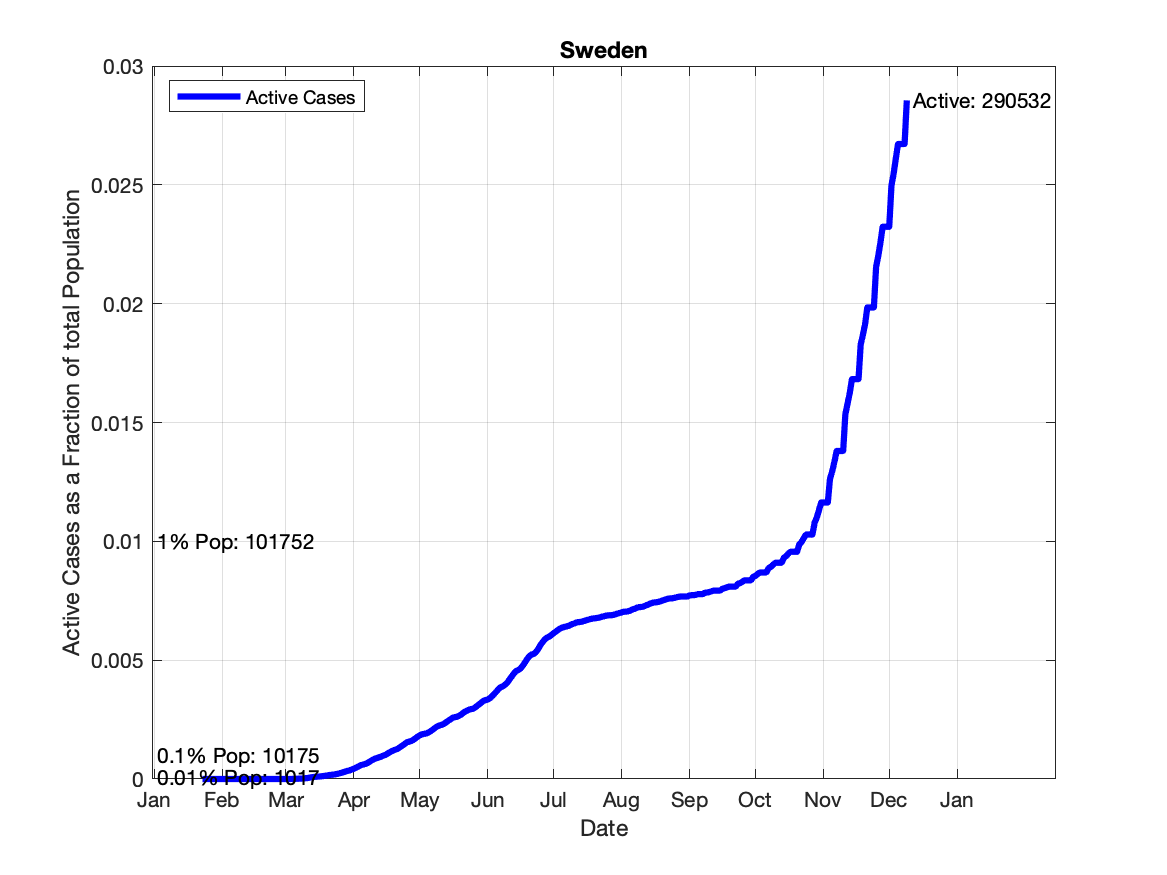 Sweden
0.03
Active Cases
Active: 290532
0.025
0.02
0.015
0.01
1% Pop: 101752
0.005
0.1% Pop: 10175
0
0.01% Pop: 1017
Jan Feb Mar Apr May Jun Jul Aug Sep Oct Nov Dec Jan
Date
Active Cases as a Fraction of total Population